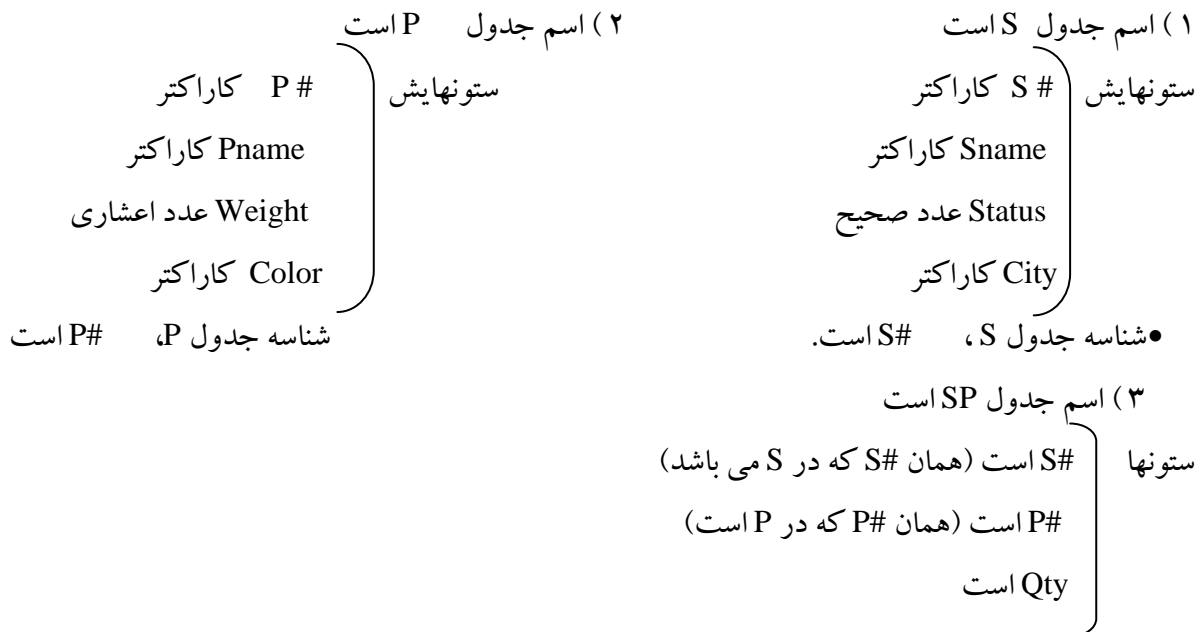 ۱) اسم جدول S است
ستونهایش
S # کاراکتر
Sname کاراکتر
Status عدد صحیح
City کاراکتر
•شناسه جدول S ، S# است.
۲) اسم جدول P است
ستونهایش
P # کاراکتر
Pname کاراکتر
Weight عدد اعشاری
Color کاراکتر
شناسه جدول P، P# است
۳) اسم جدول SP است
ستونها
S# است (همان S# که در S می باشد)
P# است (همان P# که در P است)
Qty است